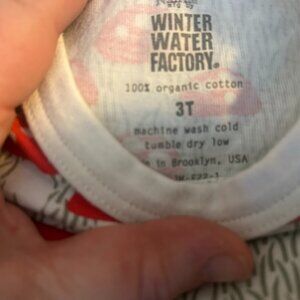 WINTER
WATER
FACTORY®
100% organic cotton
3T
machine wash cold
tumble dry low
in Brooklyn, USA